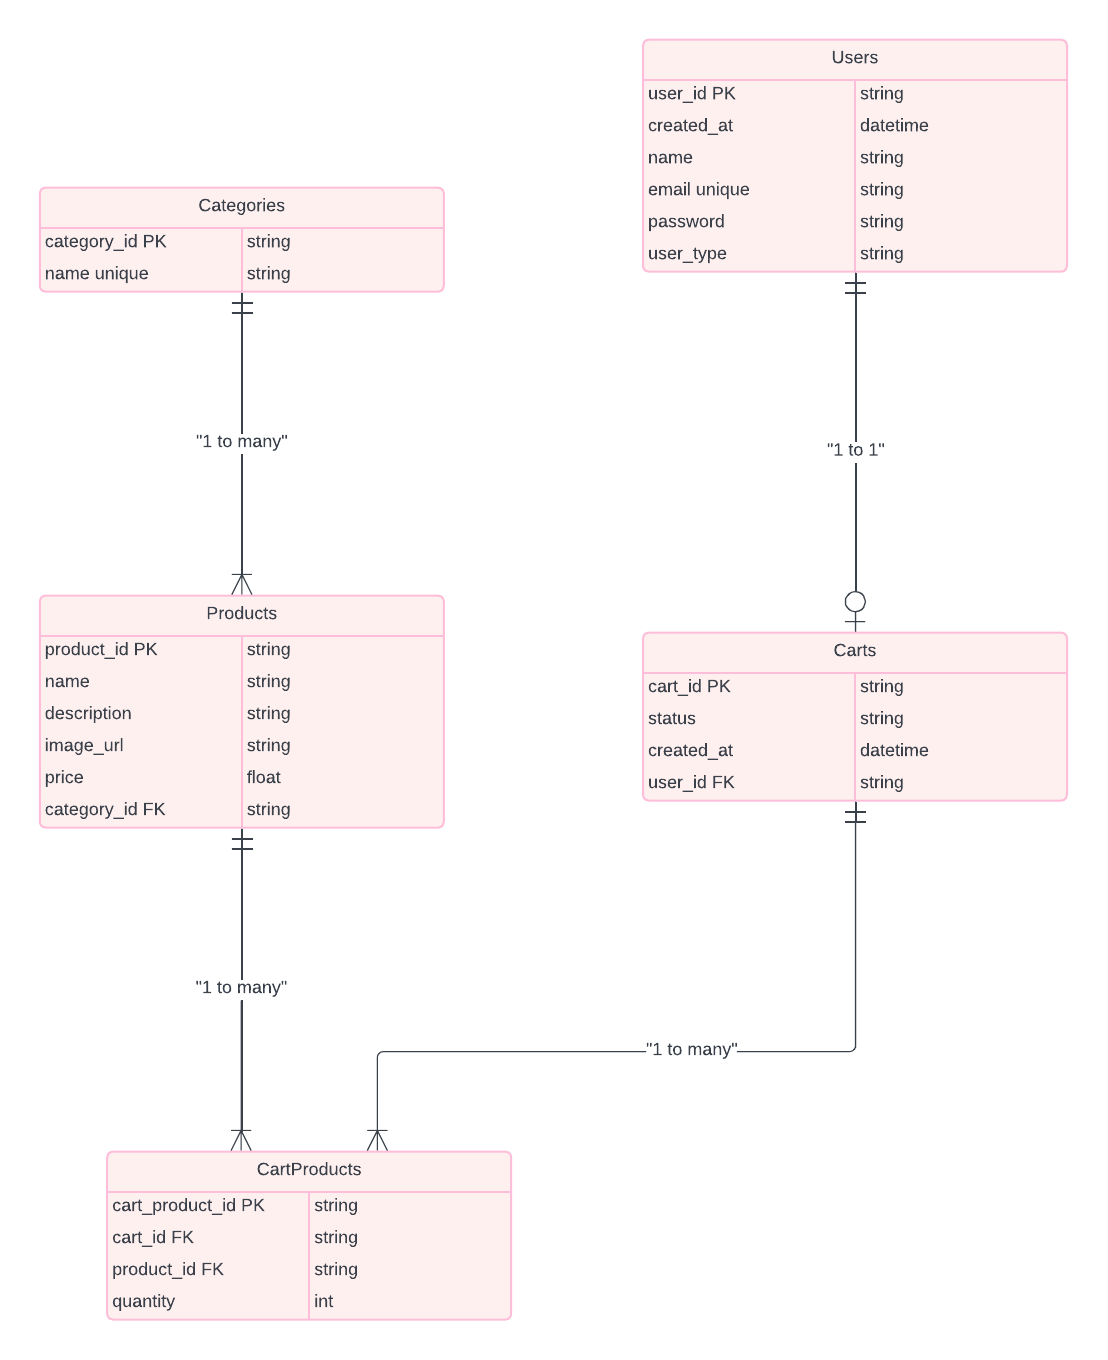 Users
user_id PK string
created_at datetime
name string
email unique string
password string
user_type string
Categories
category_id PK string
name unique string
"1 to many"
"1 to 1"
Products
product_id PK string
name string
description string
image_url string
price float
category_id FK string
Carts
cart_id PK string
status string
created_at datetime
user_id FK string
"1 to many"
"1 to many"
CartProducts
cart_product_id PK string
cart_id FK string
product_id FK string
quantity int